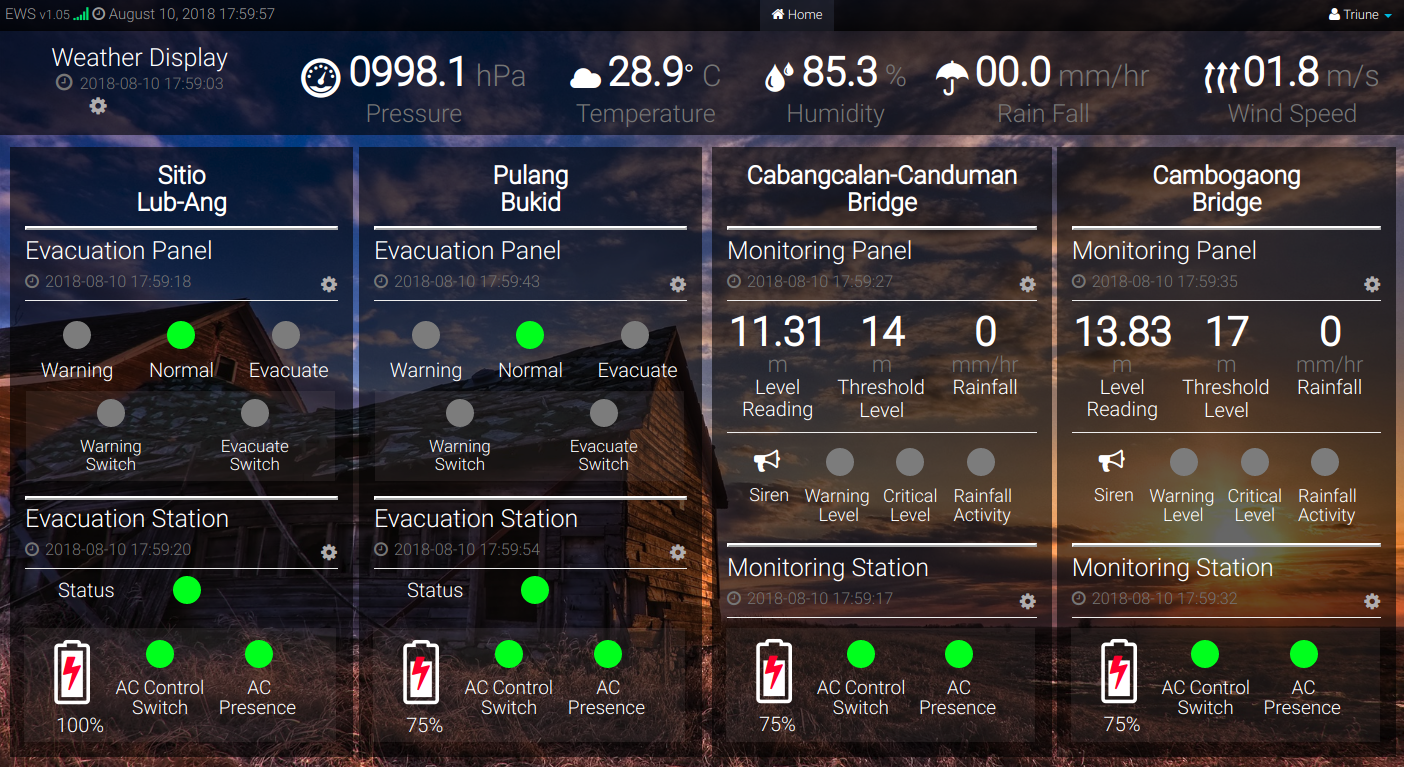 EWS v1.05 August 10, 2018 17:59:57
Home
Triune
Weather Display
2018-08-10 17:59:03
0998.1 hPa
Pressure
28.9° C
Temperature
85.3 %
Humidity
00.0 mm/hr
Rain Fall
01.8 m/s
Wind Speed
Sitio
Lub-Ang
Evacuation Panel
2018-08-10 17:59:18
Warning Normal Evacuate
Warning Evacuate
Switch Switch
Evacuation Station
2018-08-10 17:59:20
Status
AC Control AC
Switch Presence
100%
Pulang
Bukid
Evacuation Panel
2018-08-10 17:59:43
Warning Normal Evacuate
Warning Evacuate
Switch Switch
Evacuation Station
2018-08-10 17:59:54
Status
AC Control AC
Switch Presence
75%
Cabangcalan-Canduman
Bridge
Monitoring Panel
2018-08-10 17:59:27
11.31 14 0
m m mm/hr
Level Threshold Rainfall
Reading Level
Siren Warning Critical Rainfall
Level Level Activity
Monitoring Station
2018-08-10 17:59:17
AC Control AC
Switch Presence
75%
Cambogaong
Bridge
Monitoring Panel
2018-08-10 17:59:35
13.83 17 0
m m mm/hr
Level Threshold Rainfall
Reading Level
Siren Warning Critical Rainfall
Level Level Activity
Monitoring Station
2018-08-10 17:59:32
AC Control AC
Switch Presence
75%